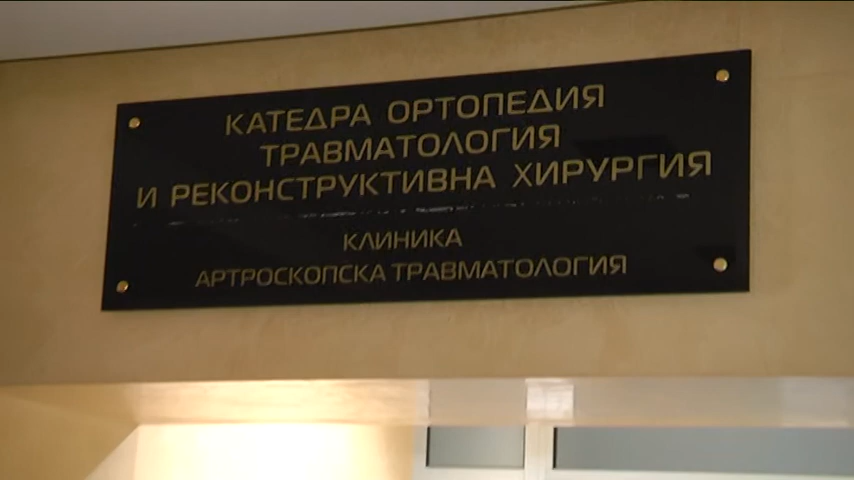 КАТЕДРА ОРТОПЕДИЯ
ТРАВМАТОЛОГИЯ
И РЕКОНСТРУКТИВНА ХИРУРГИЯ
КЛИНИКА
АРТРОСКОПСКА ТРАВМАТОЛОГИЯ